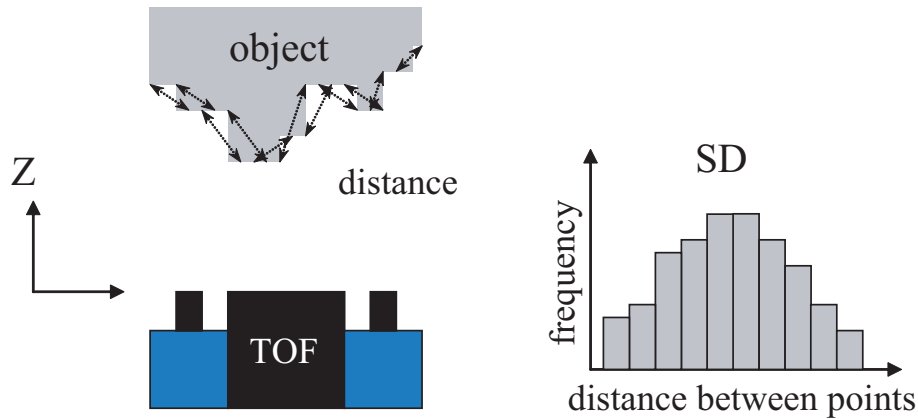 object
Z
distance
TOF
SD
frequency
distance between points